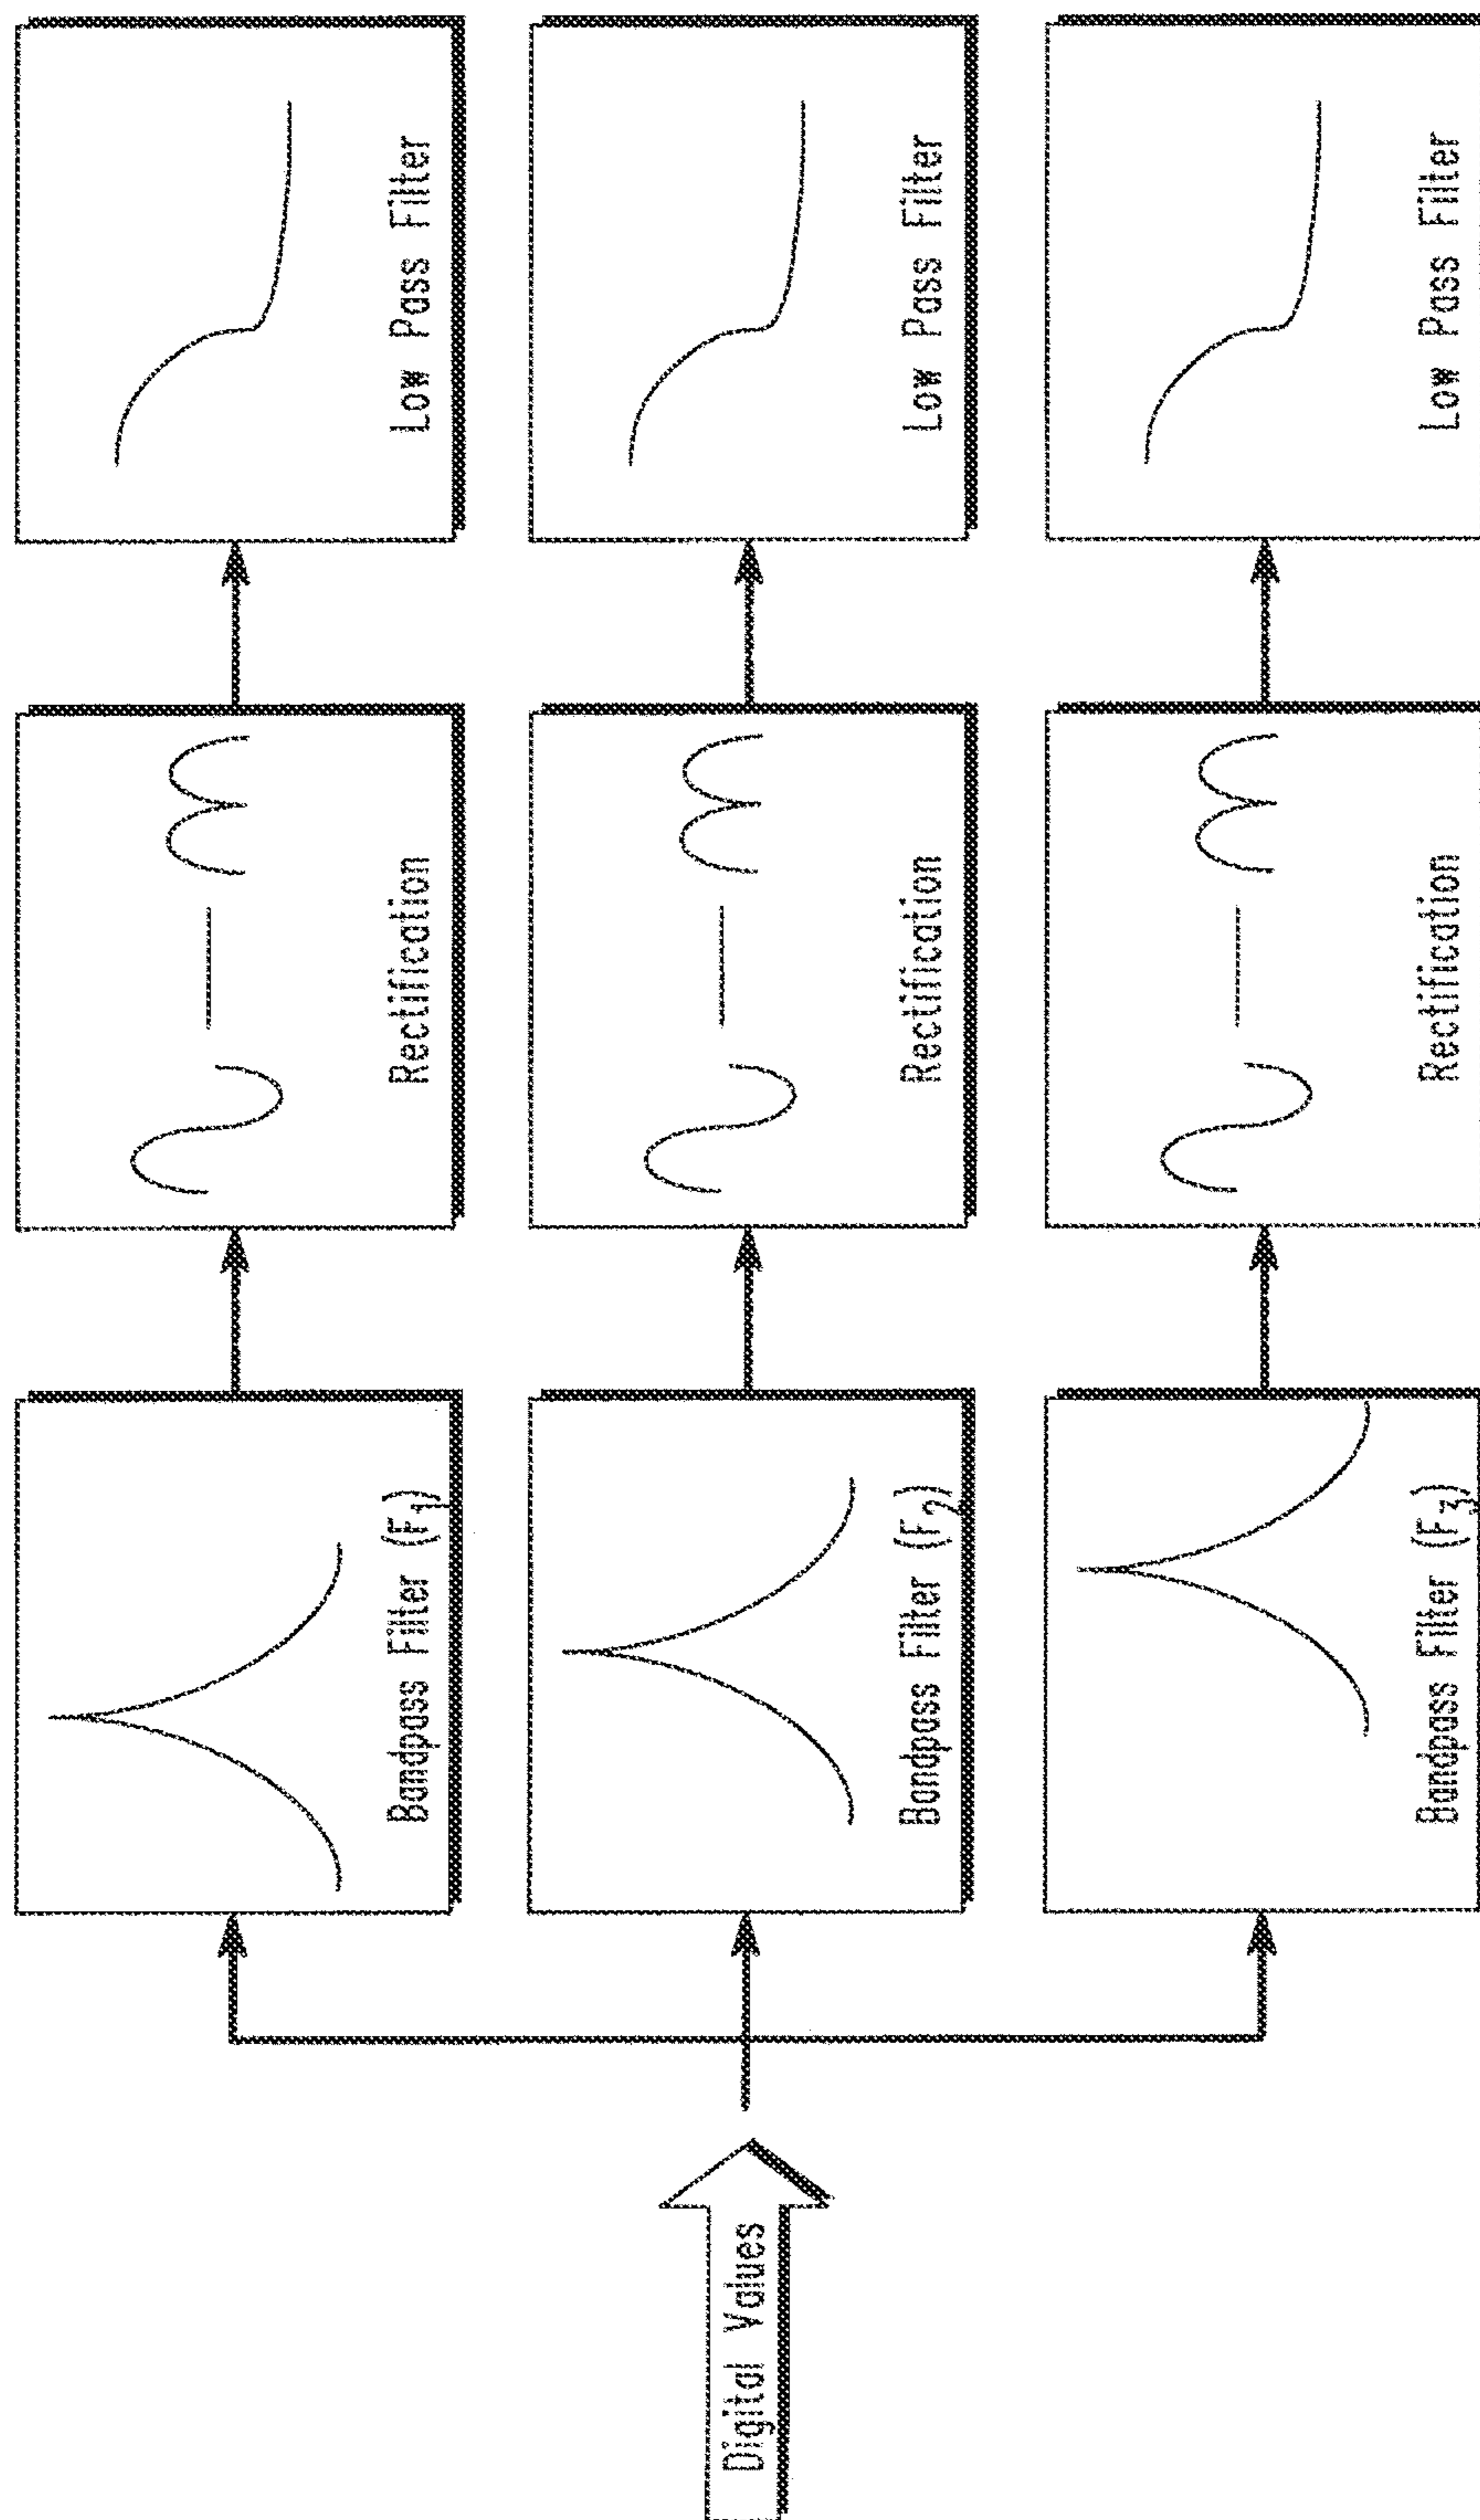 Digital Values
Bandpass Filter (F₁)
Rectification
Low Pass Filter
Bandpass Filter (F₂)
Rectification
Low Pass Filter
Bandpass Filter (F₃)
Rectification
Low Pass Filter